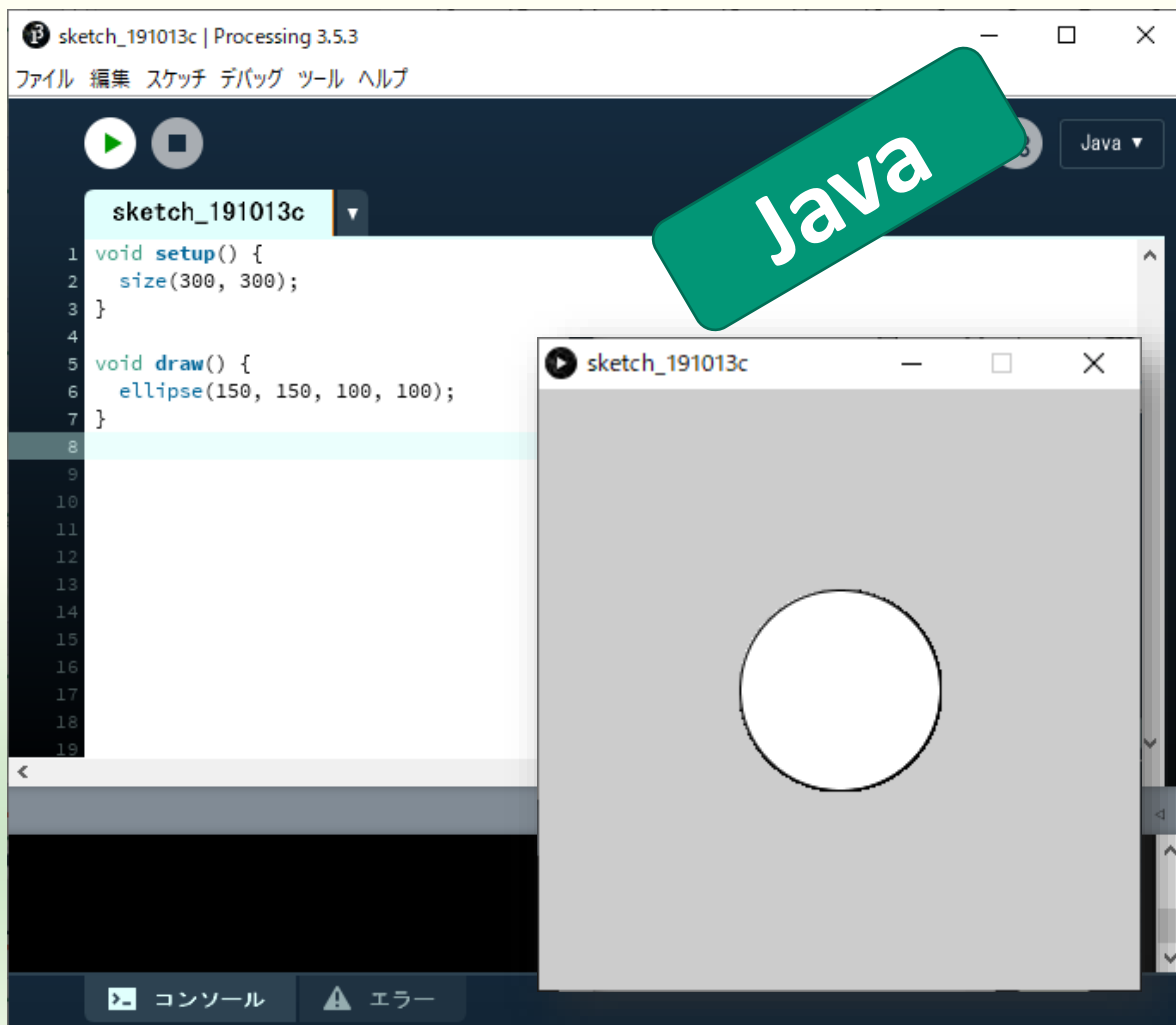 sketch_191013c | Processing 3.5.3
ファイル 編集 スケッチ デバッグ ツール ヘルプ
Java ▼
Java
sketch_191013c ▼
1 void setup() {
2 size(300, 300);
3 }
4
5 void draw() {
6 ellipse(150, 150, 100, 100);
7 }
8
9
10
11
12
13
14
15
16
17
18
19
sketch_191013c
コンソール
エラー